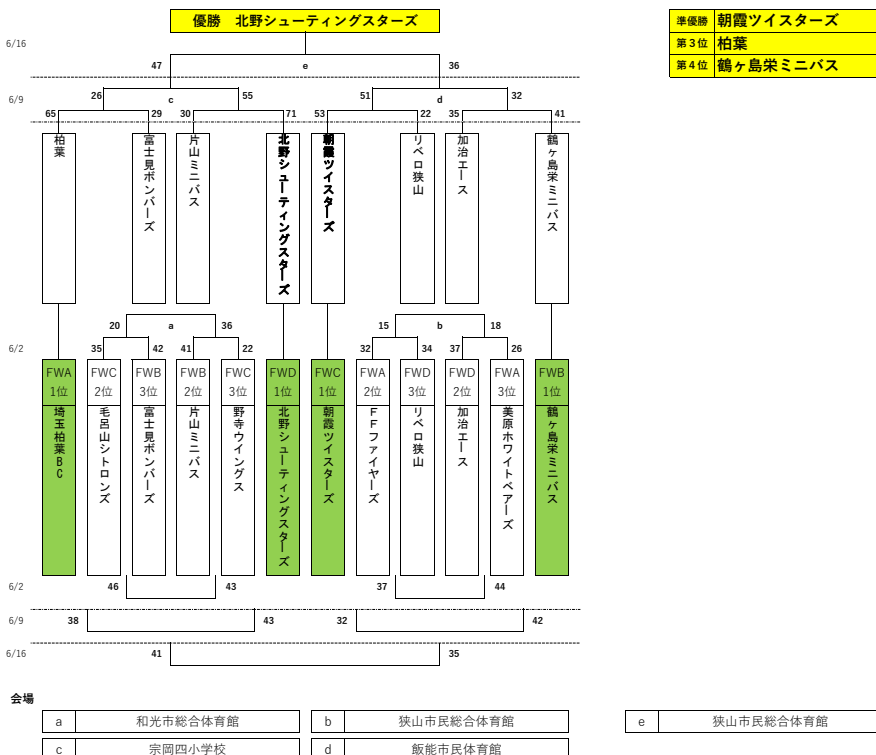 優勝　北野シューティングスターズ
準優勝 朝霞ツイスターズ
第3位 柏葉
第4位 鶴ヶ島栄ミニバス
6/16
47 e 36
6/9
26 c 55 51 d 32
65 29 30 71 53 22 35 41
柏葉
富士見ボンバーズ
片山ミニバス
北野シューティングスターズ
朝霞ツイスターズ
リベロ狭山
加治エース
鶴ヶ島栄ミニバス
20 a 36 15 b 18
6/2
35 42 41 22 32 34 37 26
FWA FWC FWB FWB FWC FWD FWC FWA FWD FWD FWA FWB
1位 2位 3位 2位 3位 1位 1位 2位 3位 2位 3位 1位
埼玉柏葉BC
毛呂山シトロンズ
富士見ボンバーズ
片山ミニバス
野寺ウイングス
北野シューティングスターズ
朝霞ツイスターズ
FFファイヤーズ
リベロ狭山
加治エース
美原ホワイトベアーズ
鶴ヶ島栄ミニバス
6/2 46 43 37 44
6/9 38 43 32 42
6/16 41 35
会場
a 和光市総合体育館 b 狭山市民総合体育館 e 狭山市民総合体育館
c 宗岡四小学校 d 飯能市民体育館